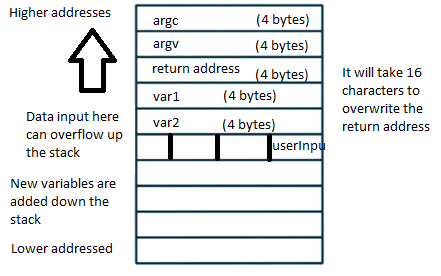 Higher addresses
argc (4 bytes)
argv (4 bytes)
return address (4 bytes)
var1 (4 bytes)
var2 (4 bytes)
userInpu
Data input here
can overflow up
the stack
It will take 16
characters to
overwrite the
return address
New variables are
added down the
stack
Lower addressed